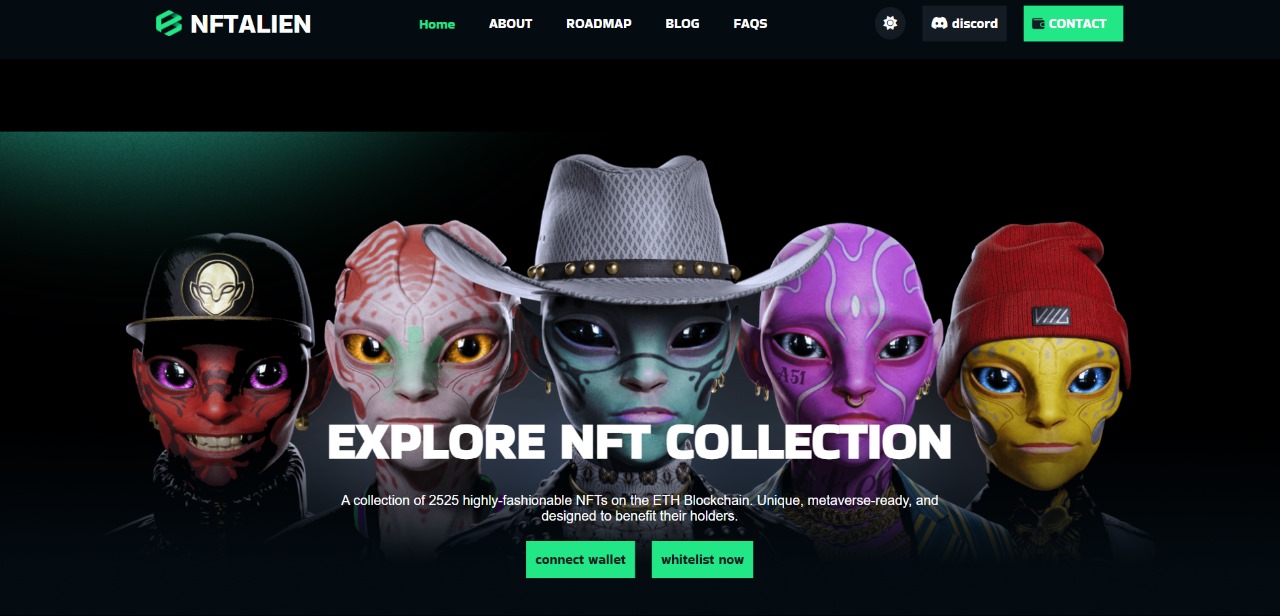 NFTALIEN
Home ABOUT ROADMAP BLOG FAQS
discord
CONTACT
A51
EXPLORE NFT COLLECTION
A collection of 2525 highly-fashionable NFTs on the ETH Blockchain. Unique, metaverse-ready, and
designed to benefit their holders.
connect wallet whitelist now